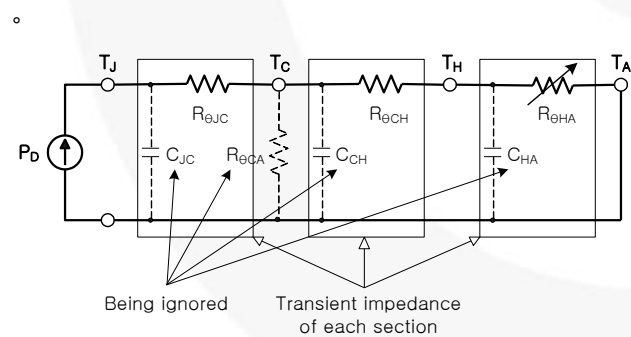 。
T_J
T_C
T_H
T_A
R_θJC
R_θCH
R_θHA
P_D
C_JC
R_θCA
C_CH
C_HA
Being ignored
Transient impedance
of each section